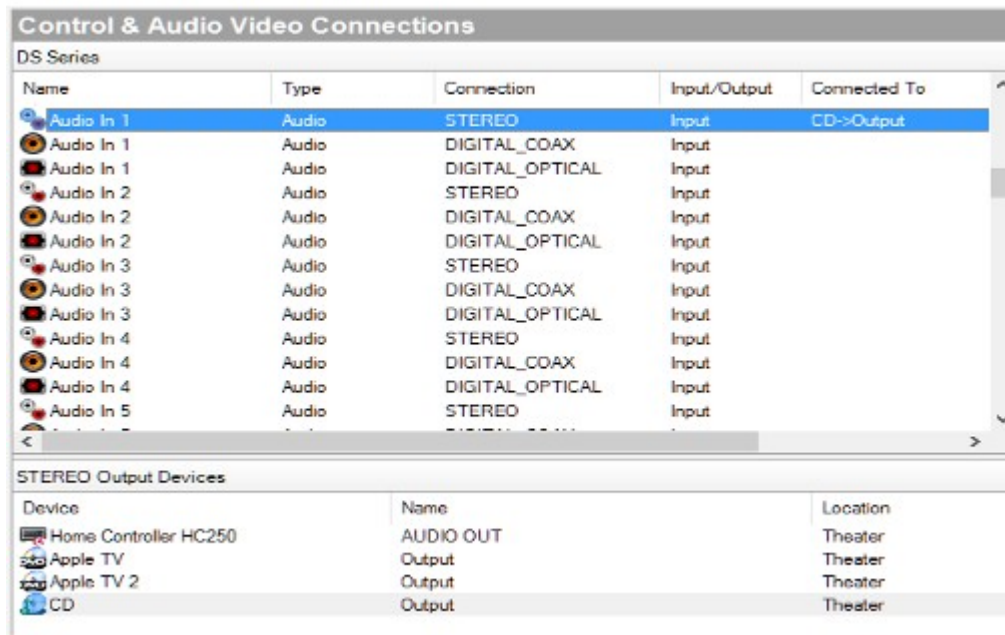 Control & Audio Video Connections
DS Series
Name Type Connection Input/Output Connected To
Audio In 1 Audio STEREO Input CD->Output
Audio In 1 Audio DIGITAL_COAX Input
Audio In 1 Audio DIGITAL_OPTICAL Input
Audio In 2 Audio STEREO Input
Audio In 2 Audio DIGITAL_COAX Input
Audio In 2 Audio DIGITAL_OPTICAL Input
Audio In 3 Audio STEREO Input
Audio In 3 Audio DIGITAL_COAX Input
Audio In 3 Audio DIGITAL_OPTICAL Input
Audio In 4 Audio STEREO Input
Audio In 4 Audio DIGITAL_COAX Input
Audio In 4 Audio DIGITAL_OPTICAL Input
Audio In 5 Audio STEREO Input
STEREO Output Devices
Device Name Location
Home Controller HC250 AUDIO OUT Theater
Apple TV Output Theater
Apple TV 2 Output Theater
CD Output Theater